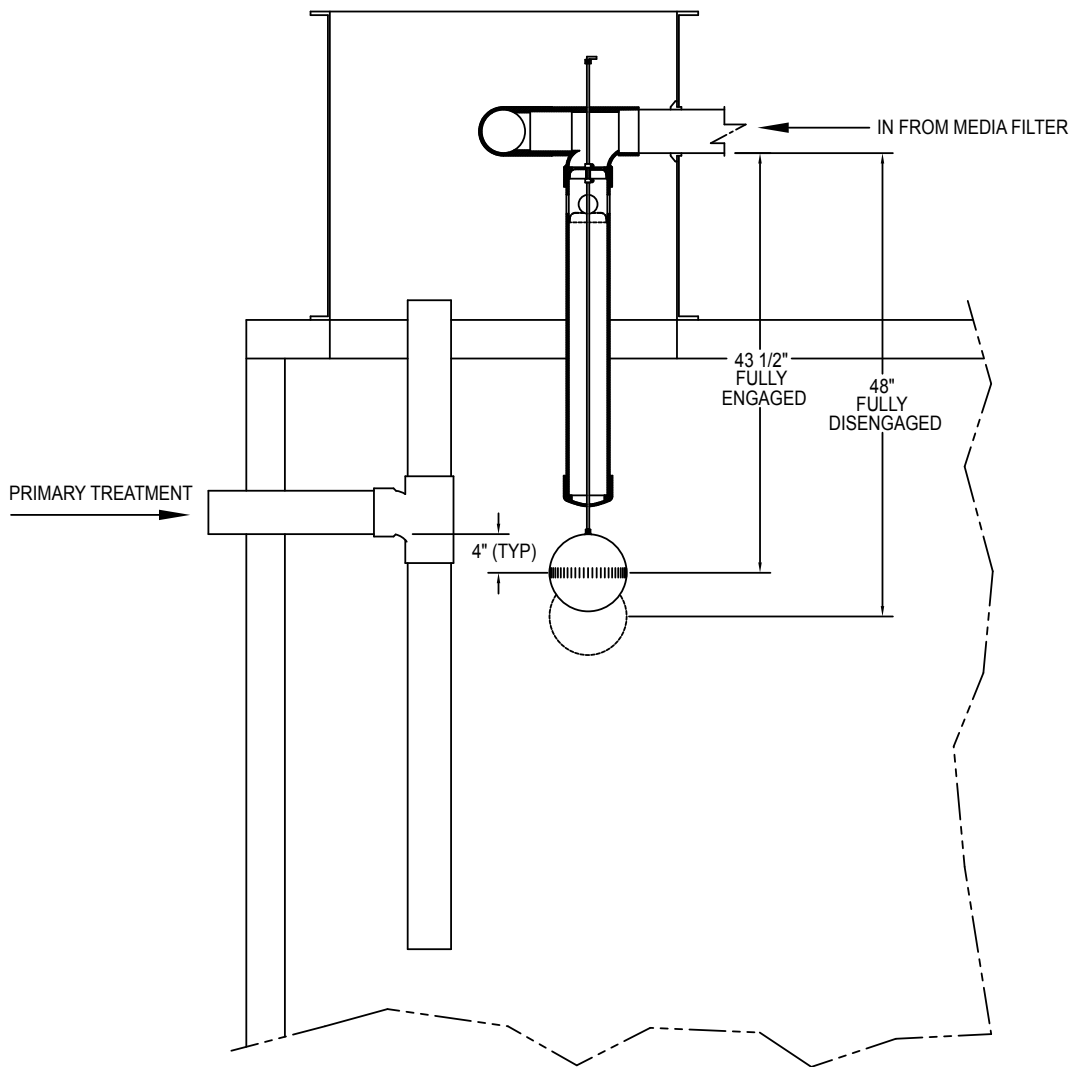 IN FROM MEDIA FILTER
43 1/2"
FULLY
ENGAGED
48"
FULLY
DISENGAGED
PRIMARY TREATMENT
4" (TYP)